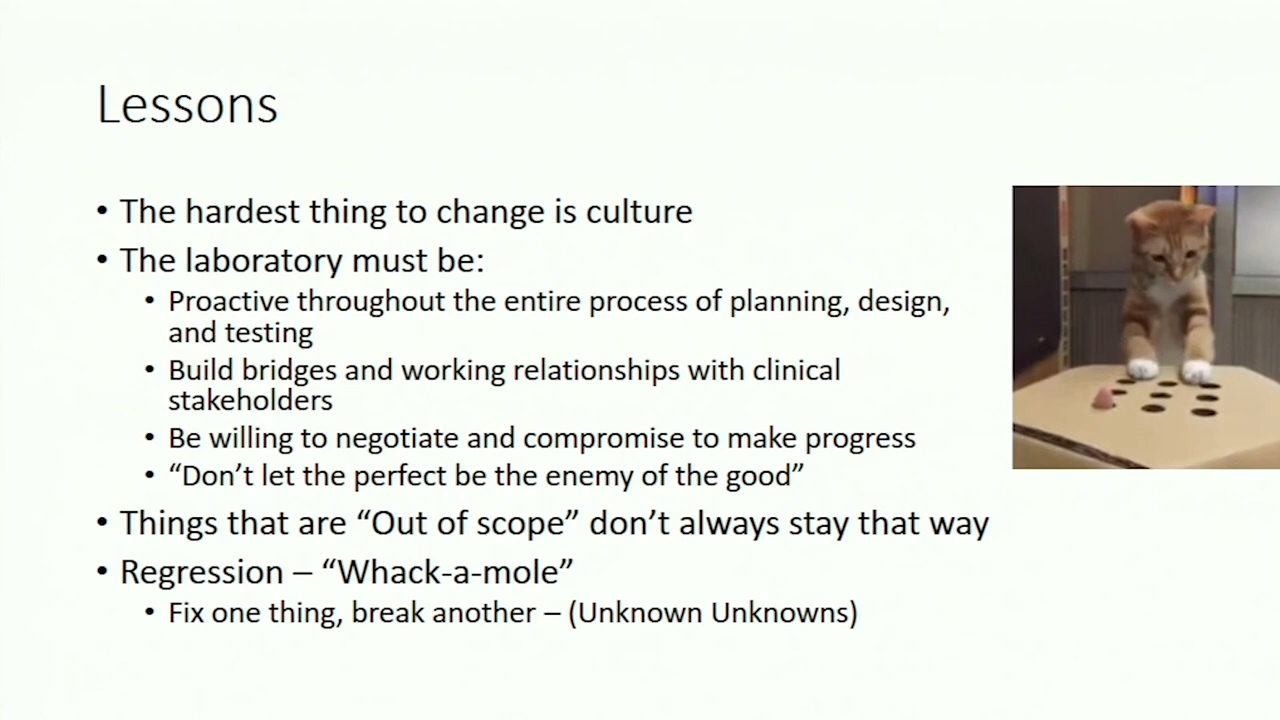 Lessons
• The hardest thing to change is culture
• The laboratory must be:
• Proactive throughout the entire process of planning, design,
and testing
• Build bridges and working relationships with clinical
stakeholders
• Be willing to negotiate and compromise to make progress
• “Don’t let the perfect be the enemy of the good”
• Things that are “Out of scope” don’t always stay that way
• Regression – “Whack-a-mole”
• Fix one thing, break another – (Unknown Unknowns)